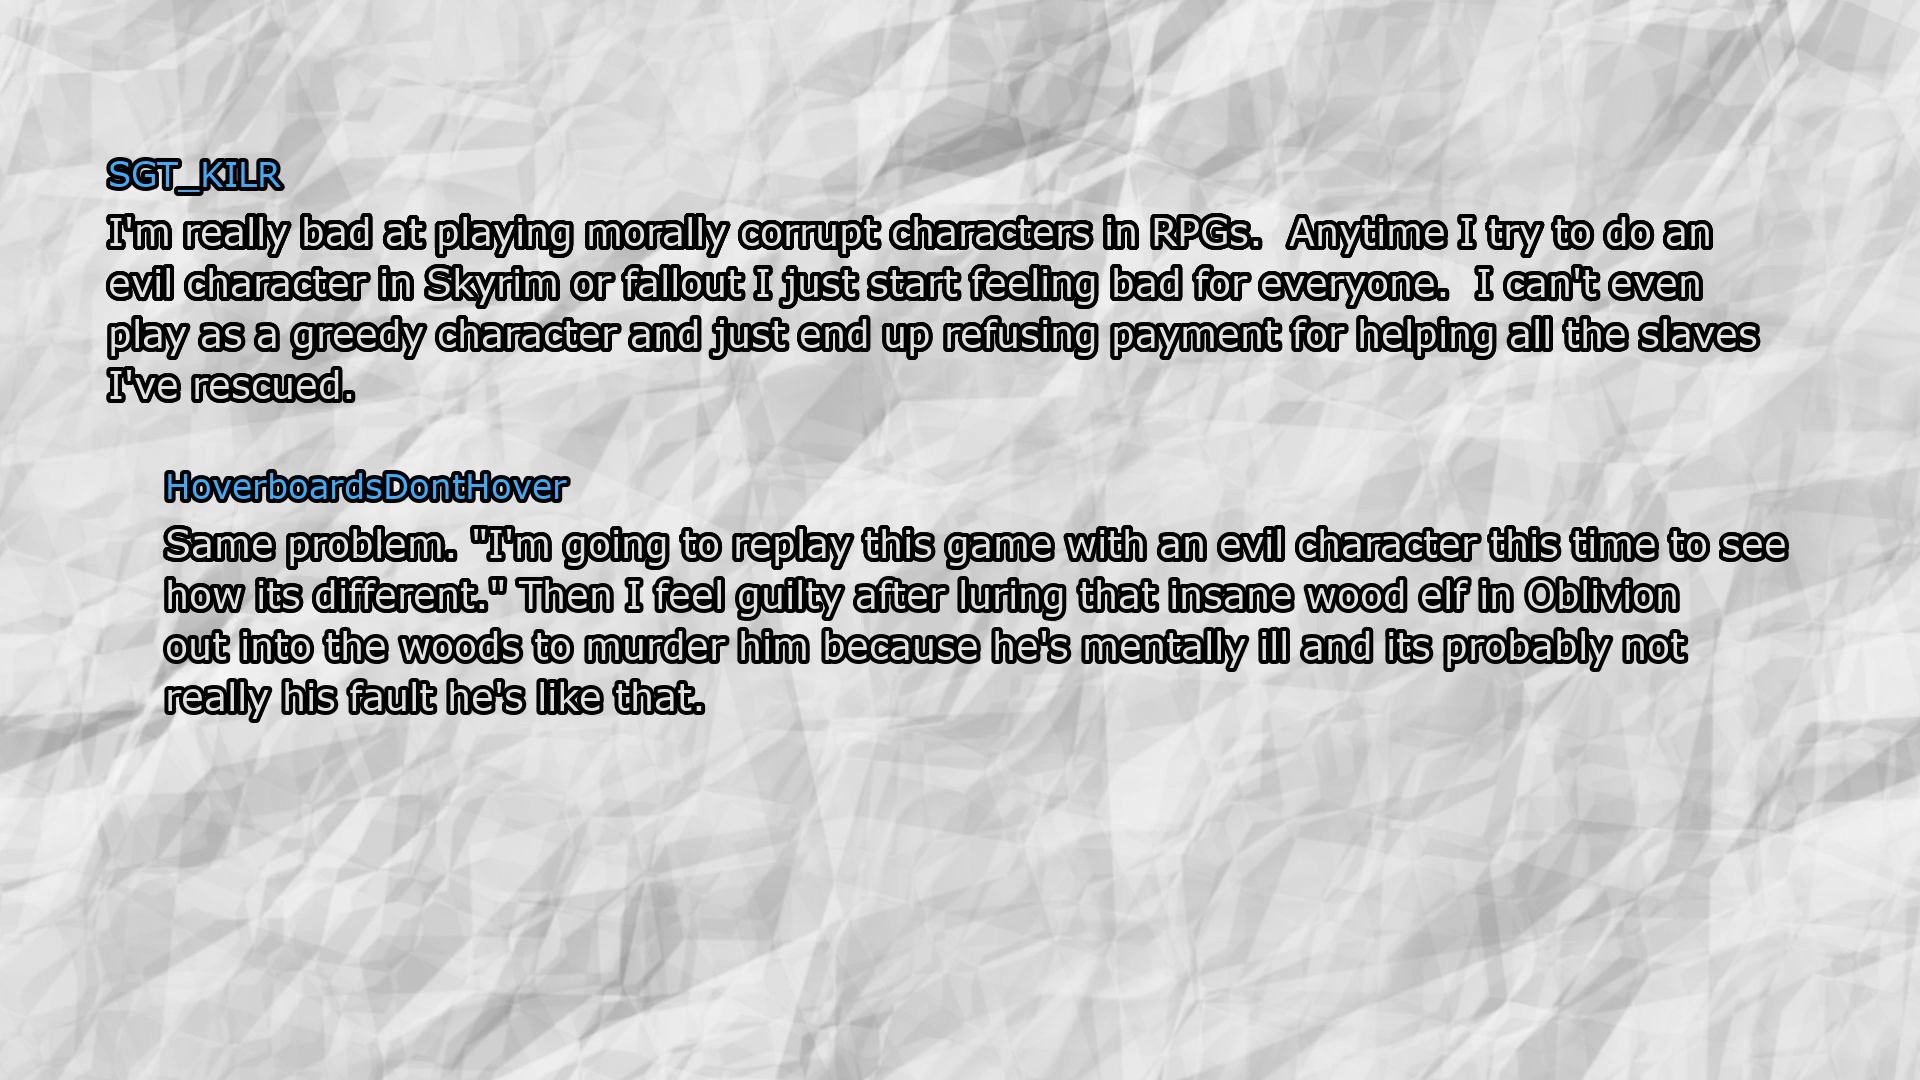 SGT_KILR
I'm really bad at playing morally corrupt characters in RPGs.  Anytime I try to do an
evil character in Skyrim or fallout I just start feeling bad for everyone.  I can't even
play as a greedy character and just end up refusing payment for helping all the slaves
I've rescued.
HoverboardsDontHover
Same problem. "I'm going to replay this game with an evil character this time to see
how its different." Then I feel guilty after luring that insane wood elf in Oblivion
out into the woods to murder him because he's mentally ill and its probably not
really his fault he's like that.